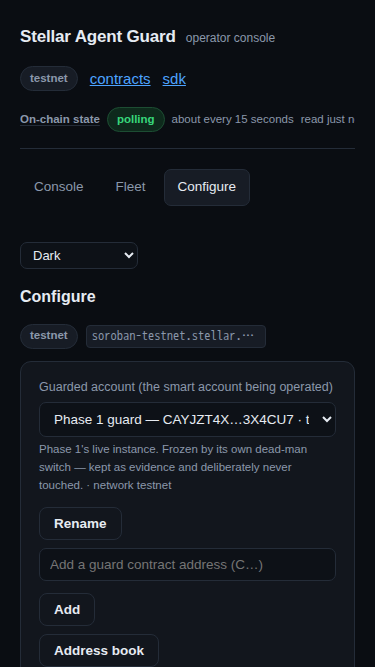 Stellar Agent Guard operator console
testnet contracts sdk
On-chain state polling about every 15 seconds read just n
Console Fleet Configure
Dark
Configure
testnet soroban-testnet.stellar.···
Guarded account (the smart account being operated)
Phase 1 guard — CAYJZT4X…3X4CU7 · t
Phase 1's live instance. Frozen by its own dead-man
switch — kept as evidence and deliberately never
touched. · network testnet
Rename
Add a guard contract address (C…)
Add
Address book